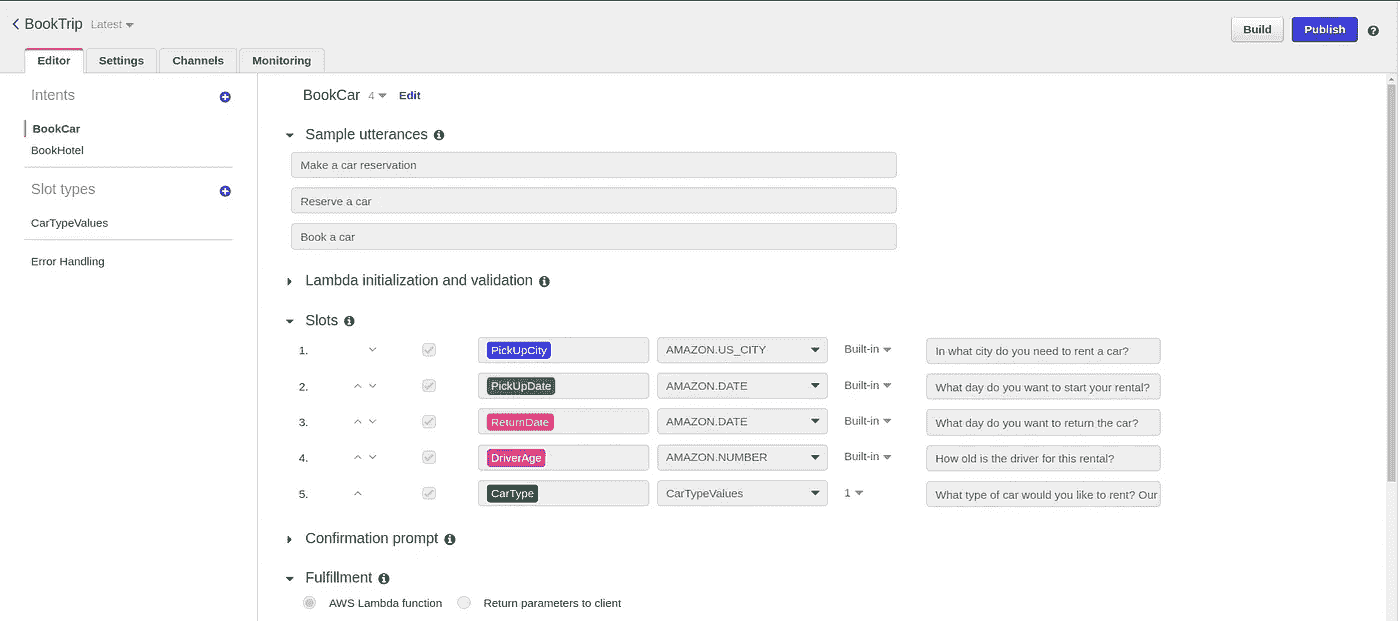 BookTrip Latest
Build Publish
Editor Settings Channels Monitoring
Intents
BookCar
BookHotel
Slot types
CarTypeValues
Error Handling
BookCar 4 Edit
Sample utterances
Make a car reservation
Reserve a car
Book a car
Lambda initialization and validation
Slots
1. PickUpCity AMAZON.US_CITY Built-in In what city do you need to rent a car?
2. PickUpDate AMAZON.DATE Built-in What day do you want to start your rental?
3. ReturnDate AMAZON.DATE Built-in What day do you want to return the car?
4. DriverAge AMAZON.NUMBER Built-in How old is the driver for this rental?
5. CarType CarTypeValues 1 What type of car would you like to rent? Our
Confirmation prompt
Fulfillment
AWS Lambda function Return parameters to client